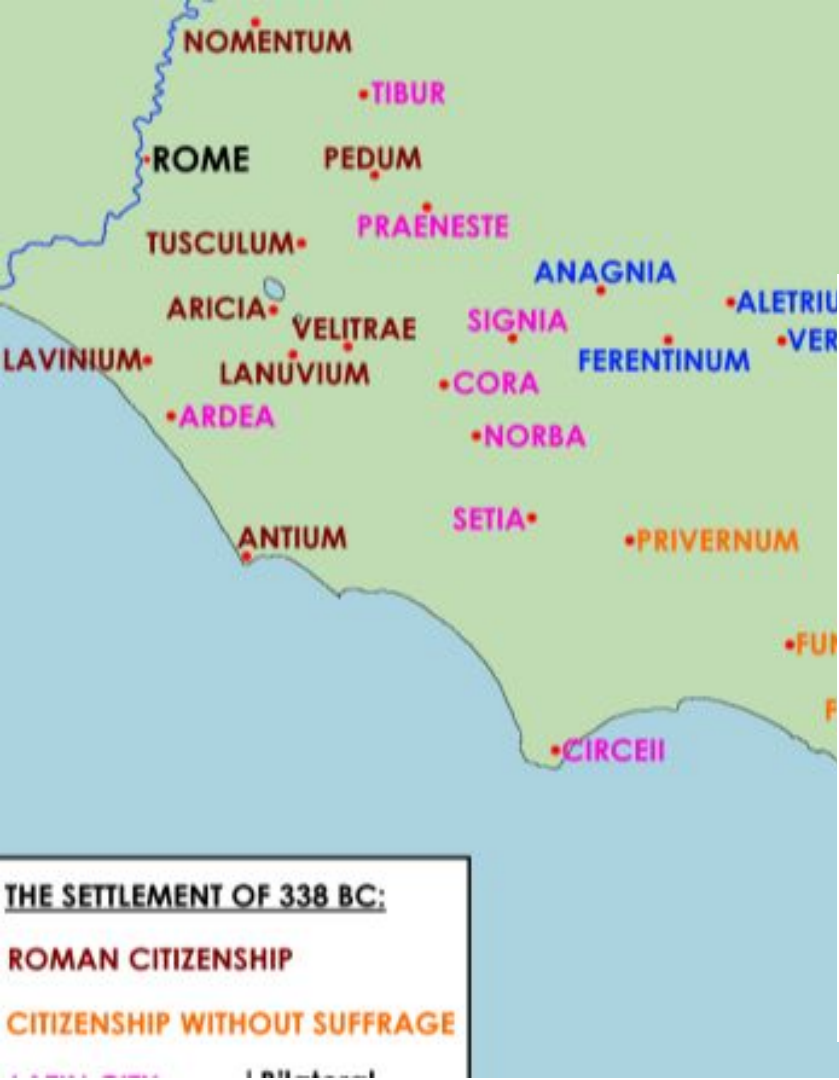 NOMENTUM
TIBUR
ROME
PEDUM
PRAENESTE
TUSCULUM
ANAGNIA
ARICIA
SIGNIA
VELITRAE
LAVINIUM
LANUVIUM
FERENTINUM
CORA
ARDEA
NORBA
SETIA
ANTIUM
PRIVERNUM
CIRCEII
THE SETTLEMENT OF 338 BC:
ROMAN CITIZENSHIP
CITIZENSHIP WITHOUT SUFFRAGE